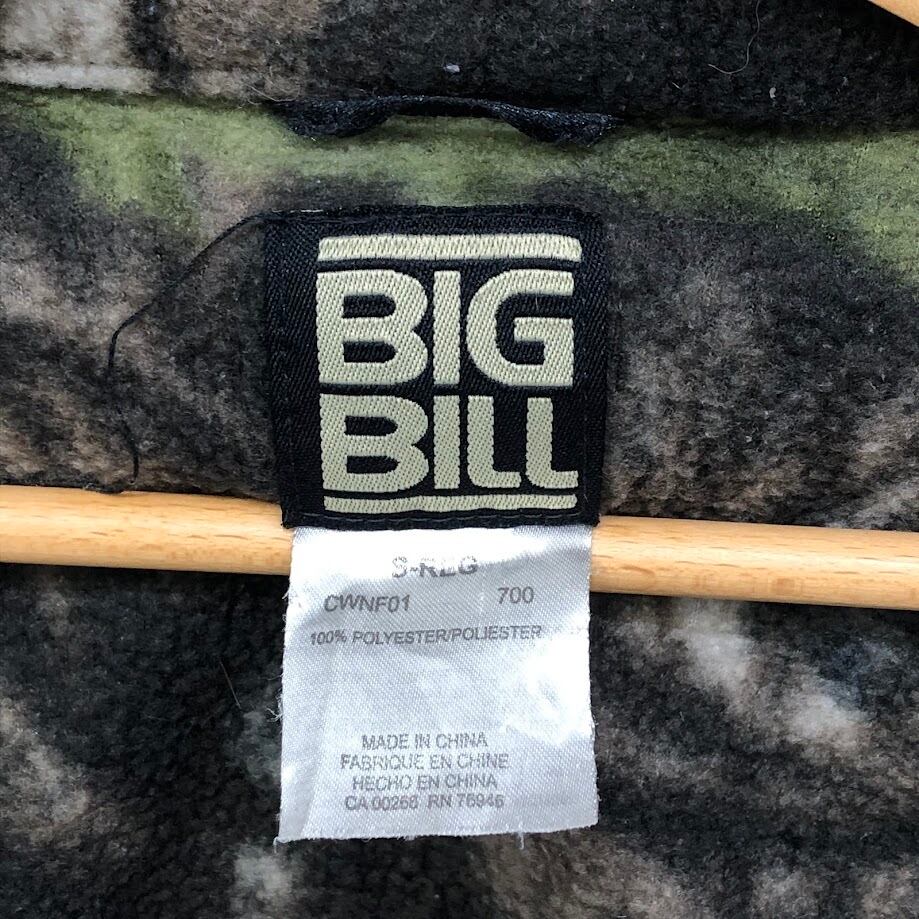 BIG
BILL
S-REG
CWNF01 700
100% POLYESTER/POLIESTER
MADE IN CHINA
FABRIQUE EN CHINE
HECHO EN CHINA
CA 00266 RN 76946